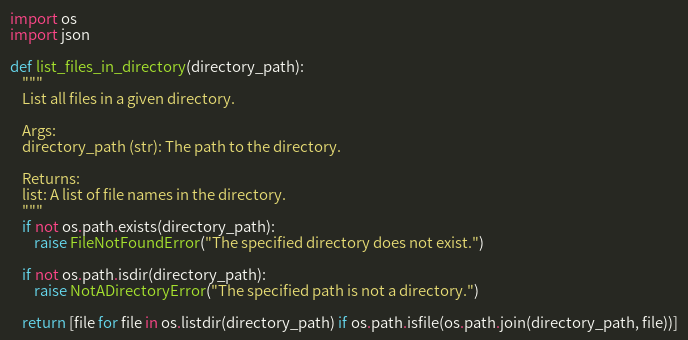 import os
import json

def list_files_in_directory(directory_path):
    """
    List all files in a given directory.

    Args:
    directory_path (str): The path to the directory.

    Returns:
    list: A list of file names in the directory.
    """
    if not os.path.exists(directory_path):
        raise FileNotFoundError("The specified directory does not exist.")

    if not os.path.isdir(directory_path):
        raise NotADirectoryError("The specified path is not a directory.")

    return [file for file in os.listdir(directory_path) if os.path.isfile(os.path.join(directory_path, file))]